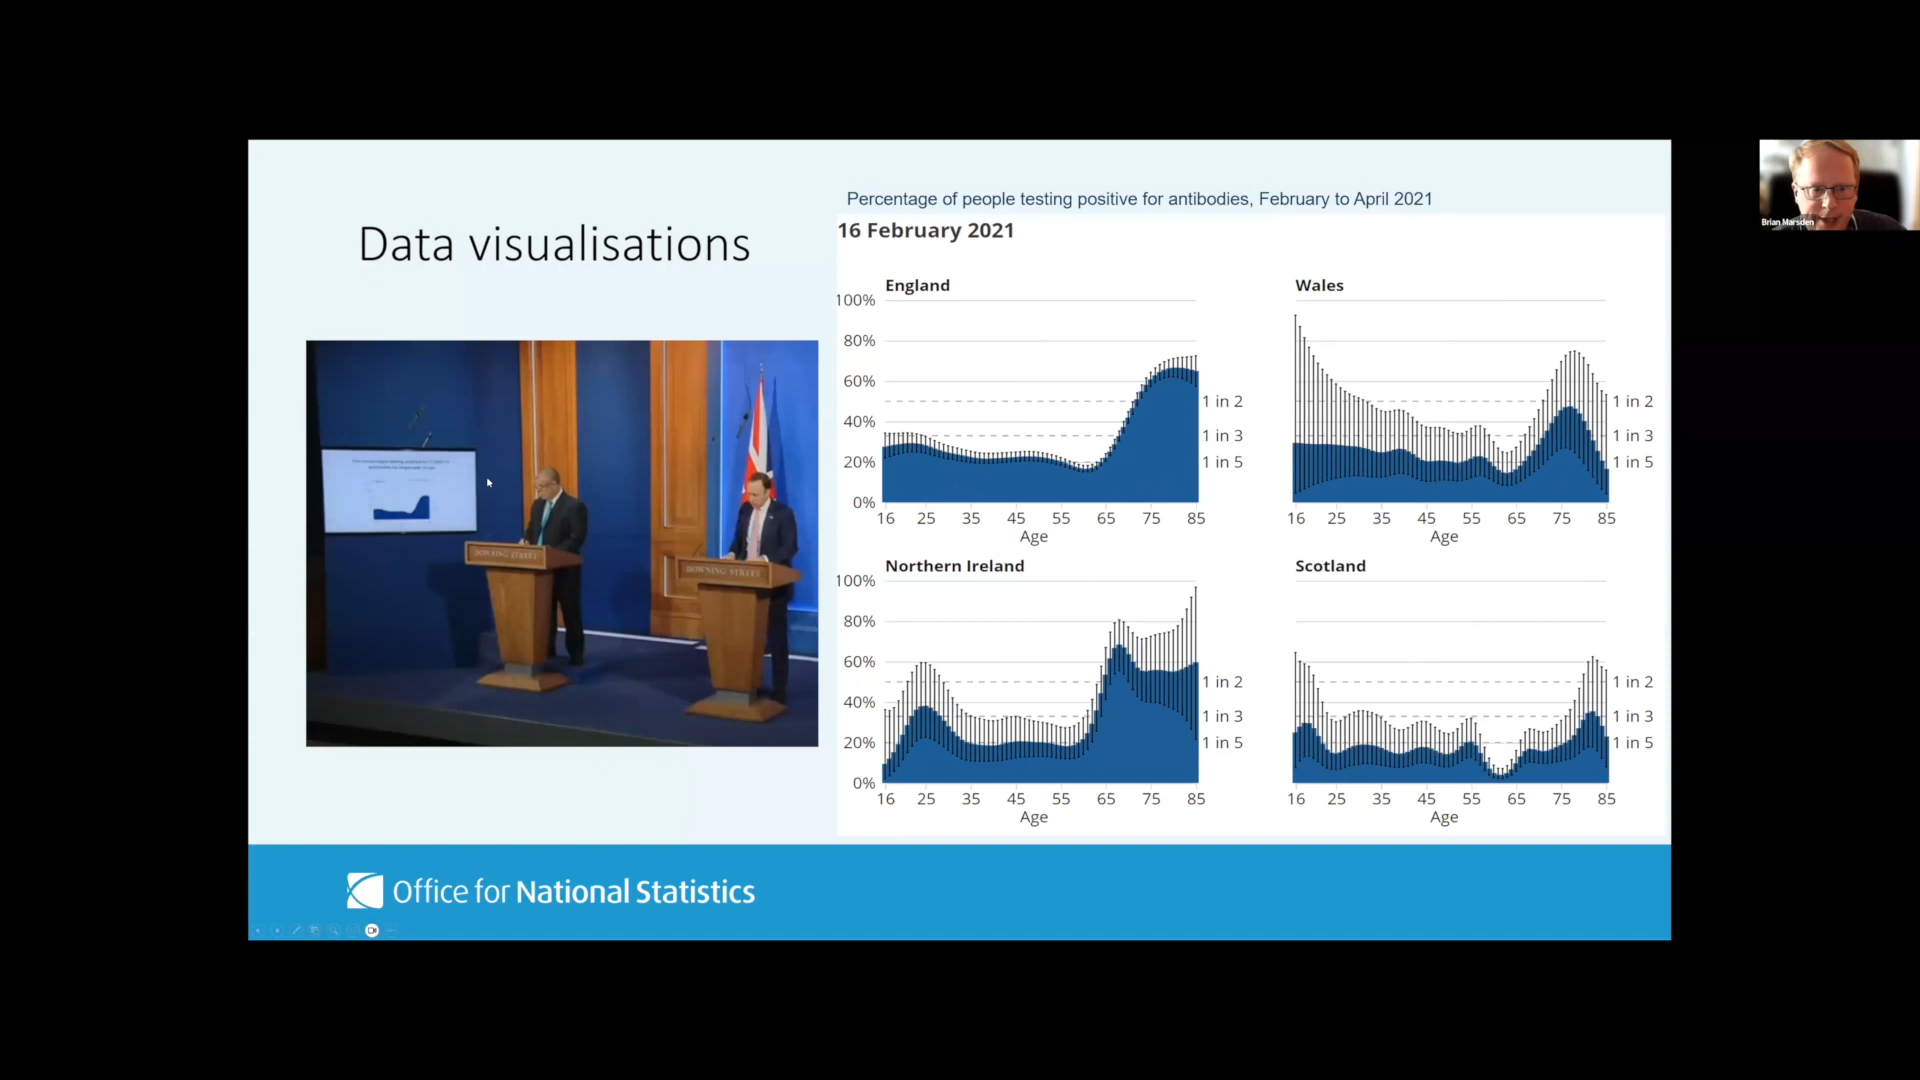 Data visualisations
DOWNING STREET
DOWNING STREET
Percentage of people testing positive for antibodies, February to April 2021
16 February 2021
England
100%
80%
60%
40%
20%
0%
1 in 2
1 in 3
1 in 5
16 25 35 45 55 65 75 85
Age
Wales
1 in 2
1 in 3
1 in 5
16 25 35 45 55 65 75 85
Age
Northern Ireland
100%
80%
60%
40%
20%
0%
1 in 2
1 in 3
1 in 5
16 25 35 45 55 65 75 85
Age
Scotland
1 in 2
1 in 3
1 in 5
16 25 35 45 55 65 75 85
Age
Office for National Statistics
Brian Marsden